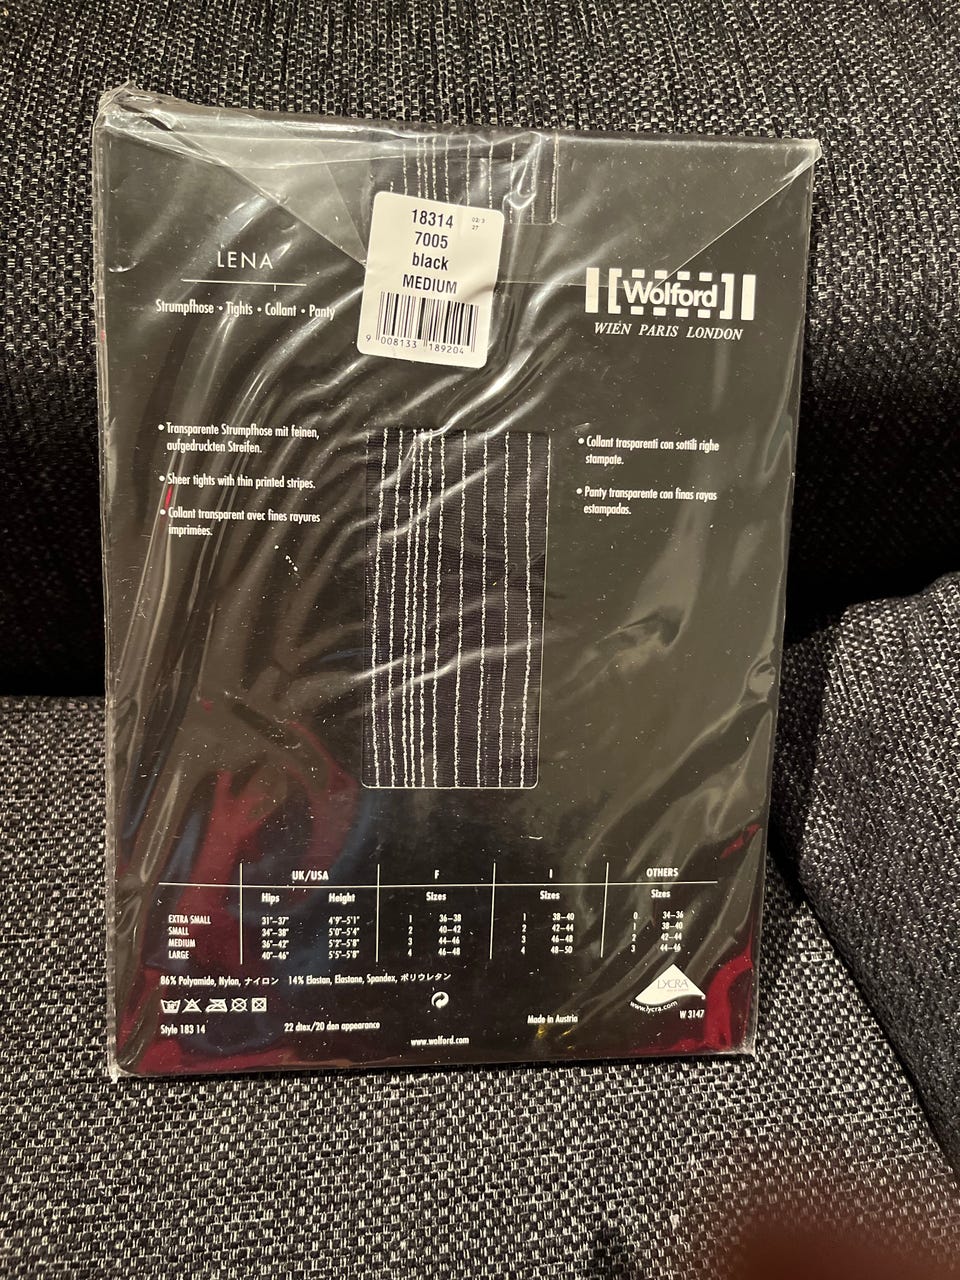 18314
02/3
27
7005
black
MEDIUM
9 008133 189204
LENA
Strumpfhose • Tights • Collant • Panty
Wolford
WIEN PARIS LONDON
• Transparente Strumpfhose mit feinen,
aufgedruckten Streifen.
• Sheer tights with thin printed stripes.
• Collant transparent avec fines rayures
imprimées.
• Collant trasparenti con sottili righe
stampate.
• Panty transparente con finas rayas
estampadas.
UK/USA F I OTHERS
Hips Height Sizes Sizes Sizes
EXTRA SMALL 31"–37" 4'9"–5'1" 1 36–38 1 38–40 0 34–36
SMALL 34"–38" 5'0"–5'4" 2 40–42 2 42–44 1 38–40
MEDIUM 36"–42" 5'2"–5'8" 3 44–46 3 46–48 2 42–44
LARGE 40"–46" 5'5"–5'8" 4 46–48 4 48–50 3 44–46
86% Polyamide, Nylon, ナイロン 14% Elastan, Elastane, Spandex, ポリウレタン
LYCRA
www.lycra.com
Style 183 14 22 dtex/20 den appearance Made in Austria W 3147
www.wolford.com